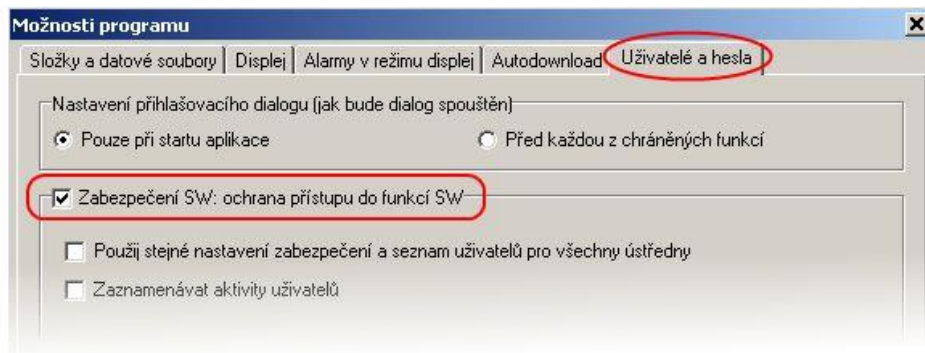 Možnosti programu
Složky a datové soubory Displej Alarmy v režimu displej Autodownload Uživatelé a hesla
Nastavení přihlašovacího dialogu (jak bude dialog spouštěn)
Pouze při startu aplikace Před každou z chráněných funkcí
Zabezpečení SW: ochrana přístupu do funkcí SW
Použij stejné nastavení zabezpečení a seznam uživatelů pro všechny ústředny
Zaznamenávat aktivity uživatelů